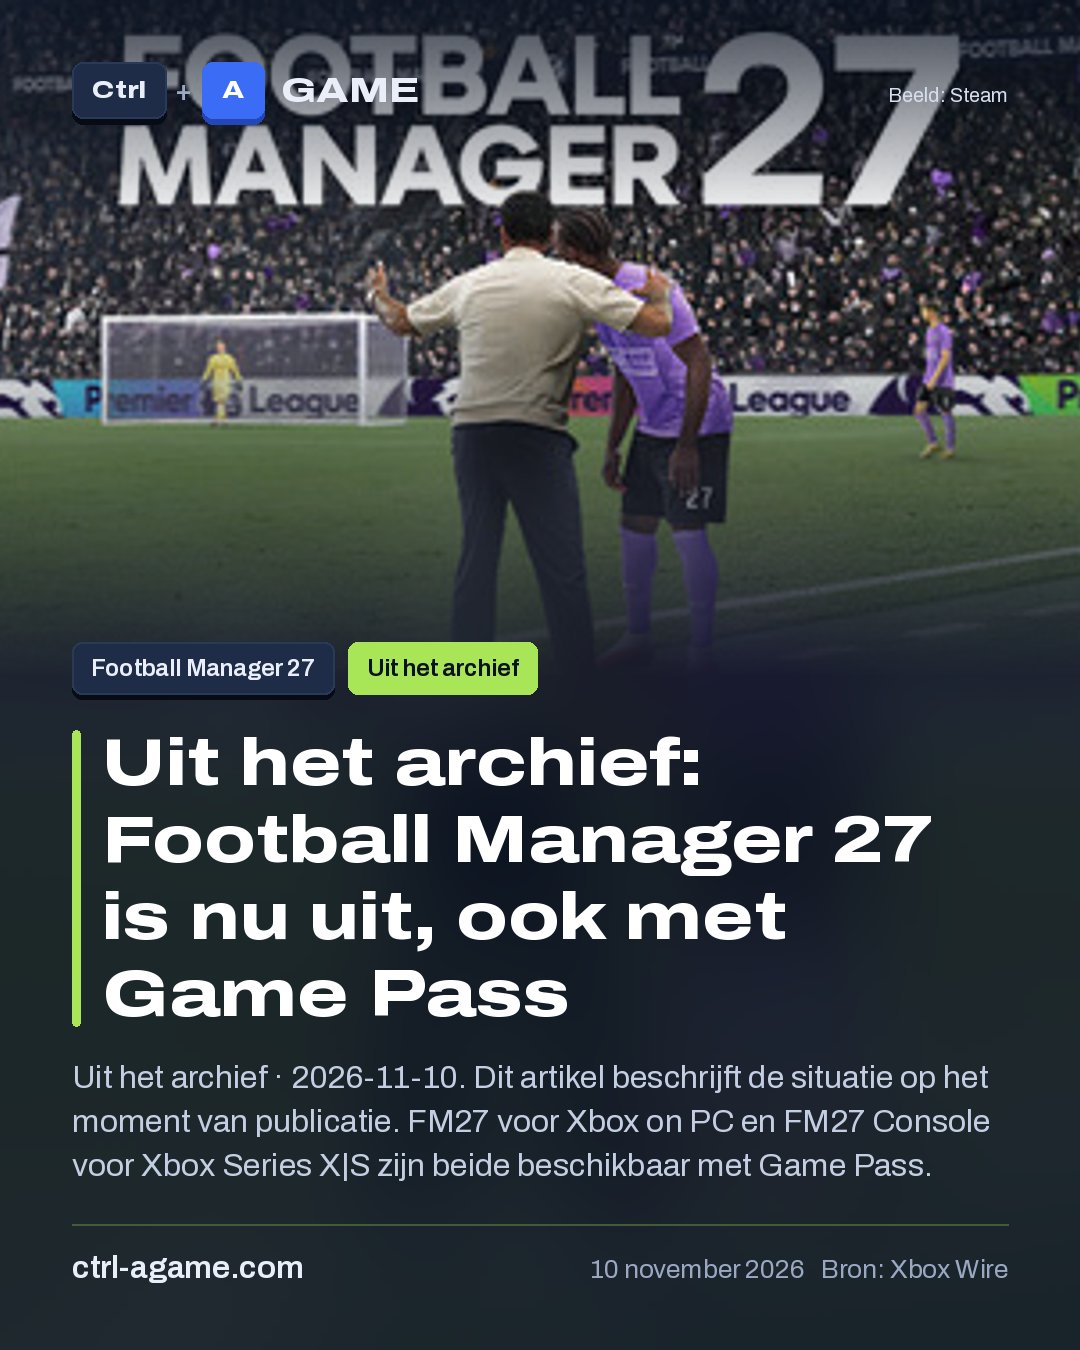 FOOTBALL
MANAGER 27
Ctrl + A GAME
Beeld: Steam
FOOTBALL
FOOTBALL M
Premier League
League
P
27
Football Manager 27
Uit het archief
Uit het archief:
Football Manager 27
is nu uit, ook met
Game Pass
Uit het archief · 2026-11-10. Dit artikel beschrijft de situatie op het
moment van publicatie. FM27 voor Xbox on PC en FM27 Console
voor Xbox Series X|S zijn beide beschikbaar met Game Pass.
ctrl-agame.com
10 november 2026 Bron: Xbox Wire